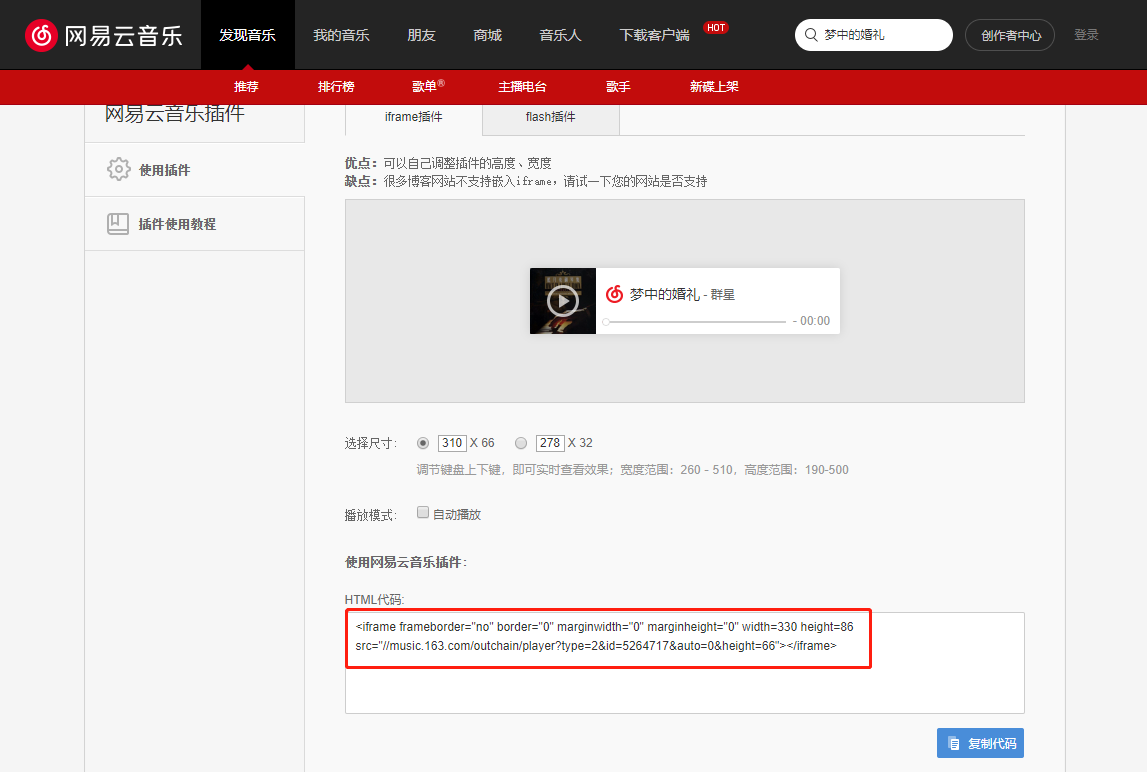 网易云音乐
发现音乐 我的音乐 朋友 商城 音乐人 下载客户端 HOT
梦中的婚礼
创作者中心 登录
推荐 排行榜 歌单® 主播电台 歌手 新碟上架
网易云音乐插件
使用插件
插件使用教程
iframe插件 flash插件
优点：可以自己调整插件的高度、宽度
缺点：很多博客网站不支持嵌入iframe，请试一下您的网站是否支持
梦中的婚礼 - 群星
- 00:00
选择尺寸： 310 X 66 278 X 32
调节键盘上下键，即可实时查看效果；宽度范围：260 - 510，高度范围：190-500
播放模式： 自动播放
使用网易云音乐插件：
HTML代码:
<iframe frameborder="no" border="0" marginwidth="0" marginheight="0" width=330 height=86
src="//music.163.com/outchain/player?type=2&id=5264717&auto=0&height=66"></iframe>
复制代码